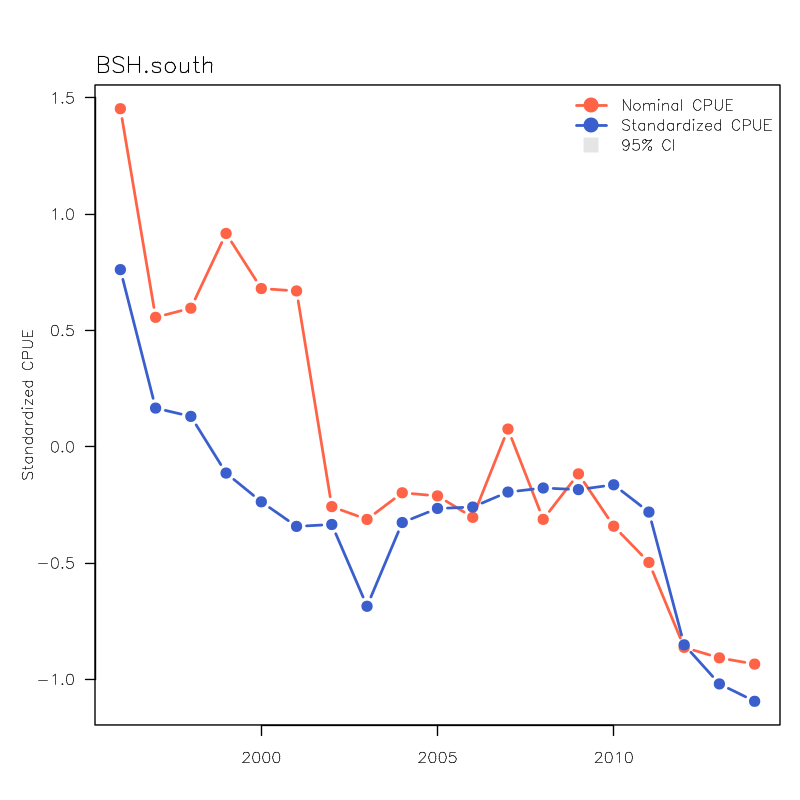 BSH.south
Nominal CPUE
Standardized CPUE
95% CI
1.5
1.0
0.5
0.0
−0.5
−1.0
Standardized CPUE
2000 2005 2010